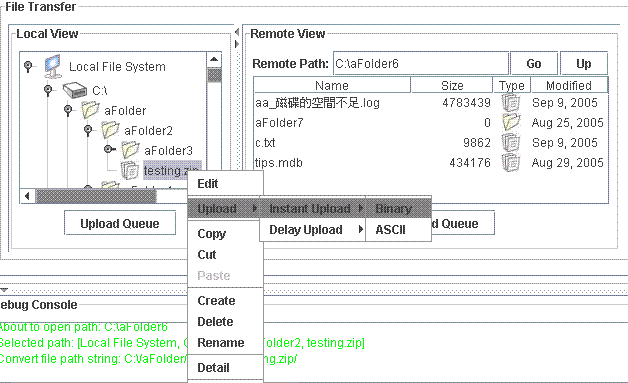 File Transfer
Local View
Remote View
Local File System
C:\
aFolder
aFolder2
aFolder3
testing.zip
Upload Queue
Remote Path: C:\aFolder6 Go Up
Name Size Type Modified
aa_磁碟的空間不足.log 4783439 Sep 9, 2005
aFolder7 0 Aug 25, 2005
c.txt 9862 Sep 9, 2005
tips.mdb 434176 Aug 29, 2005
Queue
Edit
Upload
Copy
Cut
Paste
Create
Delete
Rename
Detail
Instant Upload
Delay Upload
Binary
ASCII
ebug Console
About to open path: C:\aFolder6
Selected path: [Local File System, older2, testing.zip]
Convert file path string: C:\/aFolder/ ng.zip/